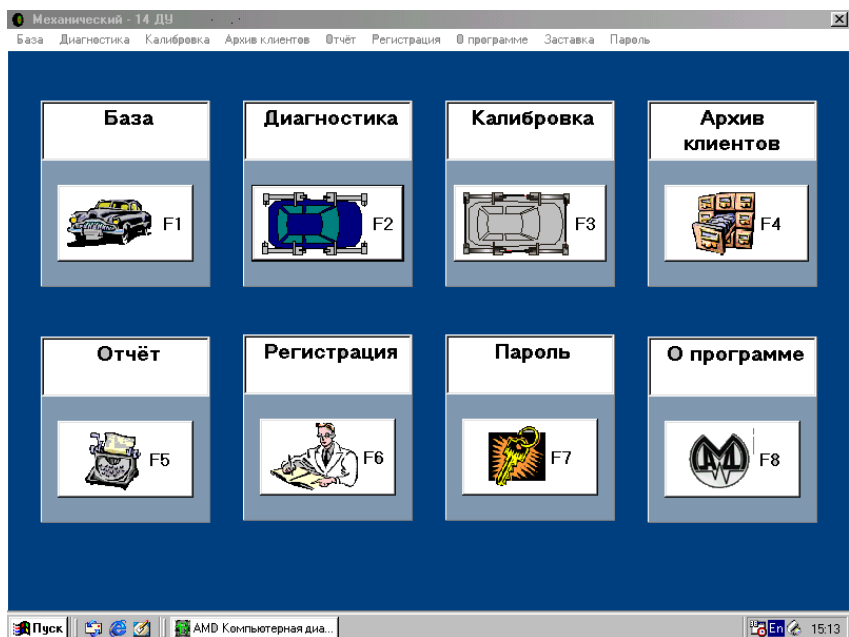 Механический - 14 ДУ
База Диагностика Калибровка Архив клиентов Отчёт Регистрация О программе Заставка Пароль
База
Диагностика
Калибровка
Архив
клиентов
F1
F2
F3
F4
Отчёт
Регистрация
Пароль
О программе
F5
F6
F7
F8
Пуск
AMD Компьютерная диа...
En
15:13